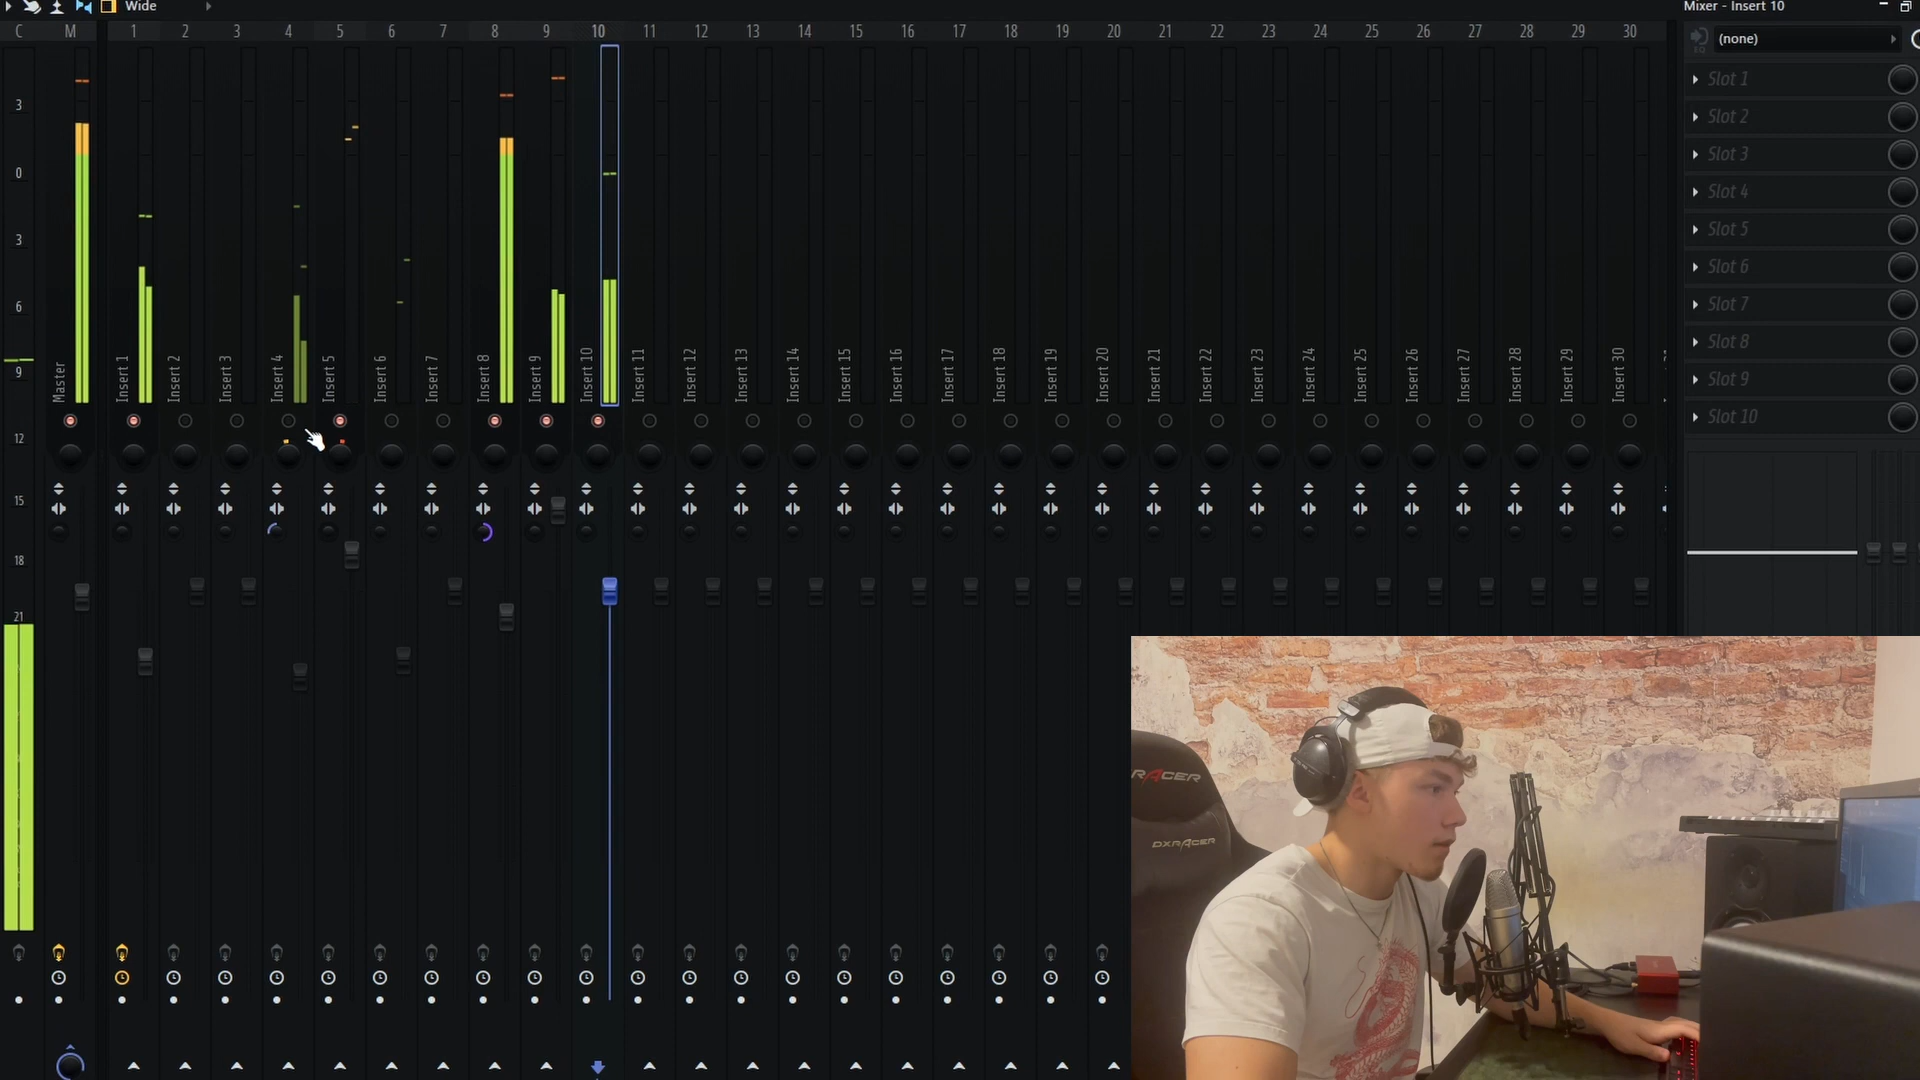 Wide
Mixer - Insert 10
C M 1 2 3 4 5 6 7 8 9 10 11 12 13 14 15 16 17 18 19 20 21 22 23 24 25 26 27 28 29 30
(none)
EQ
Slot 1
Slot 2
Slot 3
Slot 4
Slot 5
Slot 6
Slot 7
Slot 8
Slot 9
Slot 10
3
0
3
6
9
12
15
18
21
Master
Insert 1
Insert 2
Insert 3
Insert 4
Insert 5
Insert 6
Insert 7
Insert 8
Insert 9
Insert 10
Insert 11
Insert 12
Insert 13
Insert 14
Insert 15
Insert 16
Insert 17
Insert 18
Insert 19
Insert 20
Insert 21
Insert 22
Insert 23
Insert 24
Insert 25
Insert 26
Insert 27
Insert 28
Insert 29
Insert 30
RACER
DXRACER